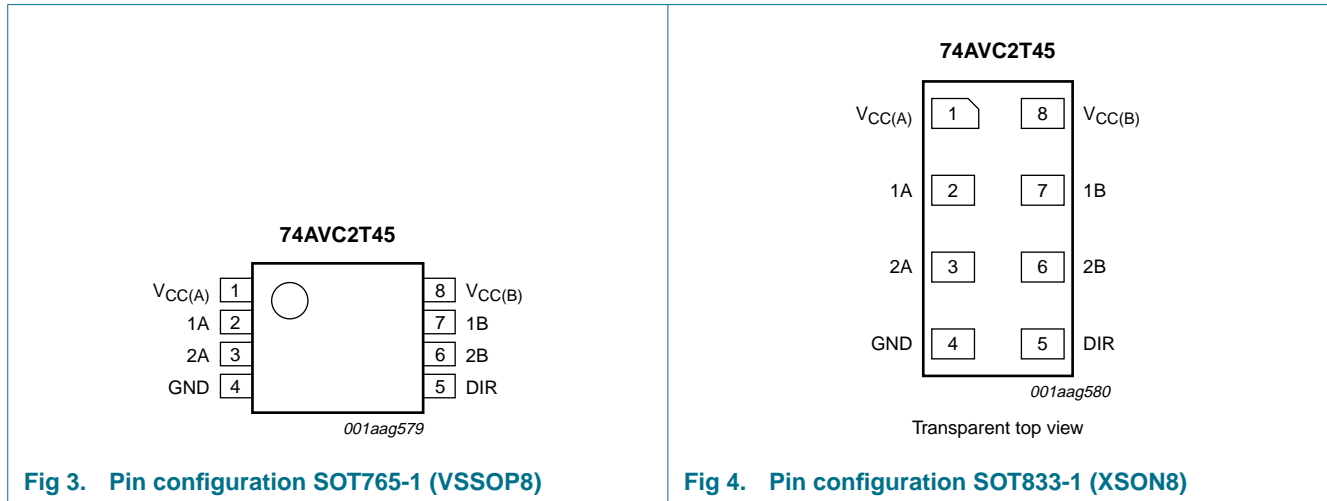 74AVC2T45
VCC(A) 1 8 VCC(B)
1A 2 7 1B
2A 3 6 2B
GND 4 5 DIR
001aag579
Fig 3. Pin configuration SOT765-1 (VSSOP8)
74AVC2T45
VCC(A) 1 8 VCC(B)
1A 2 7 1B
2A 3 6 2B
GND 4 5 DIR
001aag580
Transparent top view
Fig 4. Pin configuration SOT833-1 (XSON8)